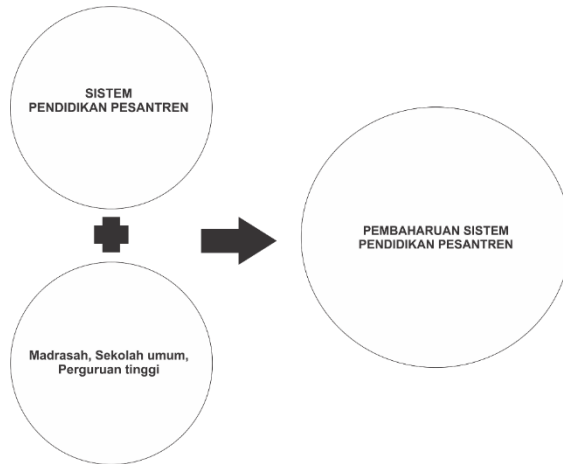 SISTEM
PENDIDIKAN PESANTREN
PEMBAHARUAN SISTEM
PENDIDIKAN PESANTREN
Madrasah, Sekolah umum,
Perguruan tinggi